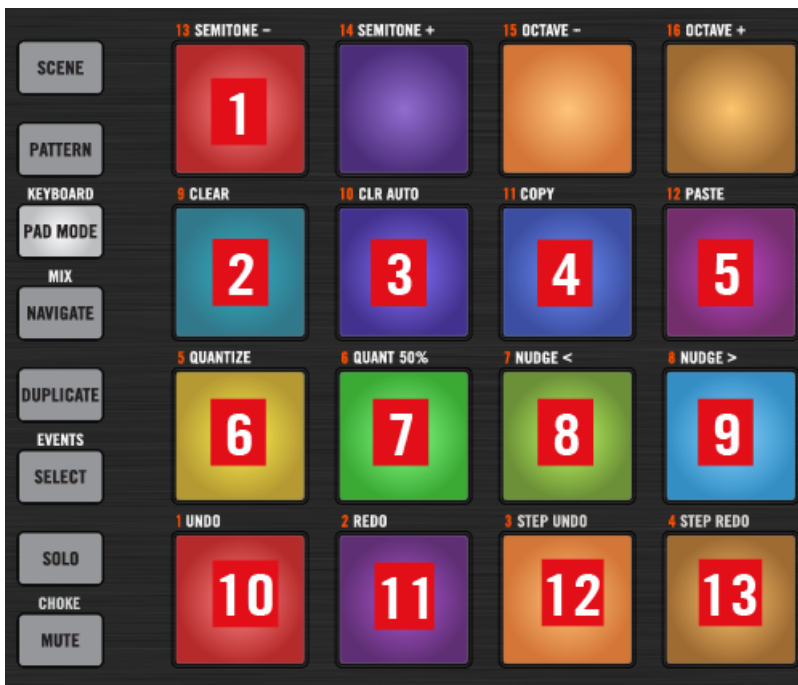 13 SEMITONE -
14 SEMITONE +
15 OCTAVE -
16 OCTAVE +
SCENE
1
PATTERN
KEYBOARD
9 CLEAR
10 CLR AUTO
11 COPY
12 PASTE
PAD MODE
2
3
4
5
MIX
NAVIGATE
5 QUANTIZE
6 QUANT 50%
7 NUDGE <
8 NUDGE >
DUPLICATE
6
7
8
9
EVENTS
SELECT
1 UNDO
2 REDO
3 STEP UNDO
4 STEP REDO
SOLO
10
11
12
13
CHOKE
MUTE